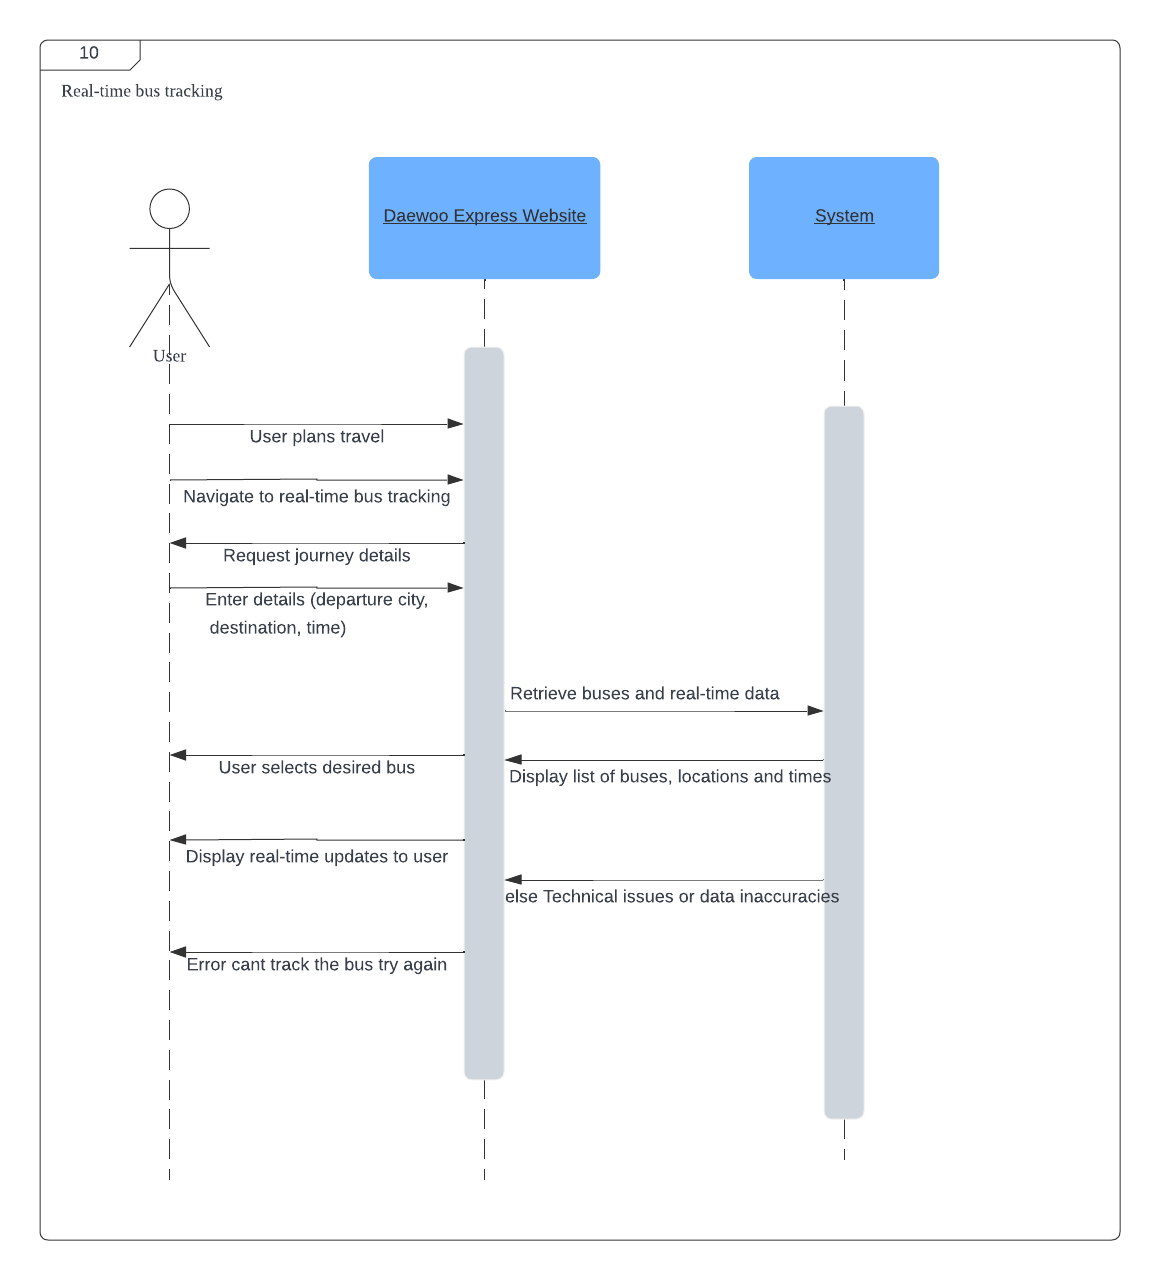 10
Real-time bus tracking
Daewoo Express Website
System
User
User plans travel
Navigate to real-time bus tracking
Request journey details
Enter details (departure city,
destination, time)
Retrieve buses and real-time data
User selects desired bus
Display list of buses, locations and times
Display real-time updates to user
else Technical issues or data inaccuracies
Error cant track the bus try again